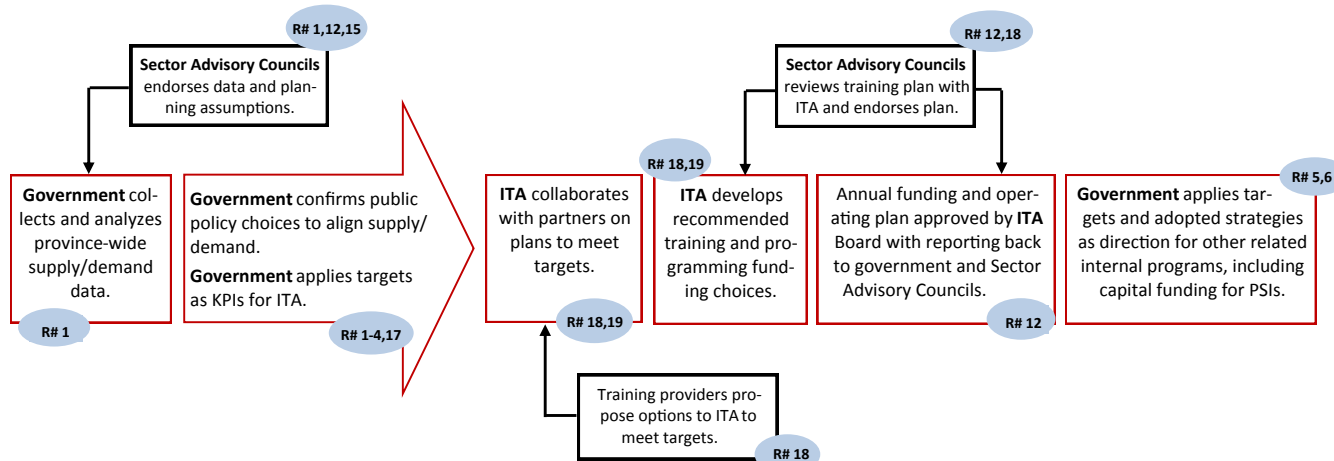 R# 1,12,15
Sector Advisory Councils
endorses data and plan-
ning assumptions.
R# 12,18
Sector Advisory Councils
reviews training plan with
ITA and endorses plan.
Government col-
lects and analyzes
province-wide
supply/demand
data.
R# 1
Government confirms public
policy choices to align supply/
demand.
Government applies targets
as KPIs for ITA.
R# 1-4,17
ITA collaborates
with partners on
plans to meet
targets.
R# 18,19
R# 18,19
ITA develops
recommended
training and pro-
gramming fund-
ing choices.
Annual funding and oper-
ating plan approved by ITA
Board with reporting back
to government and Sector
Advisory Councils.
R# 12
R# 5,6
Government applies tar-
gets and adopted strategies
as direction for other related
internal programs, including
capital funding for PSIs.
Training providers pro-
pose options to ITA to
meet targets.
R# 18